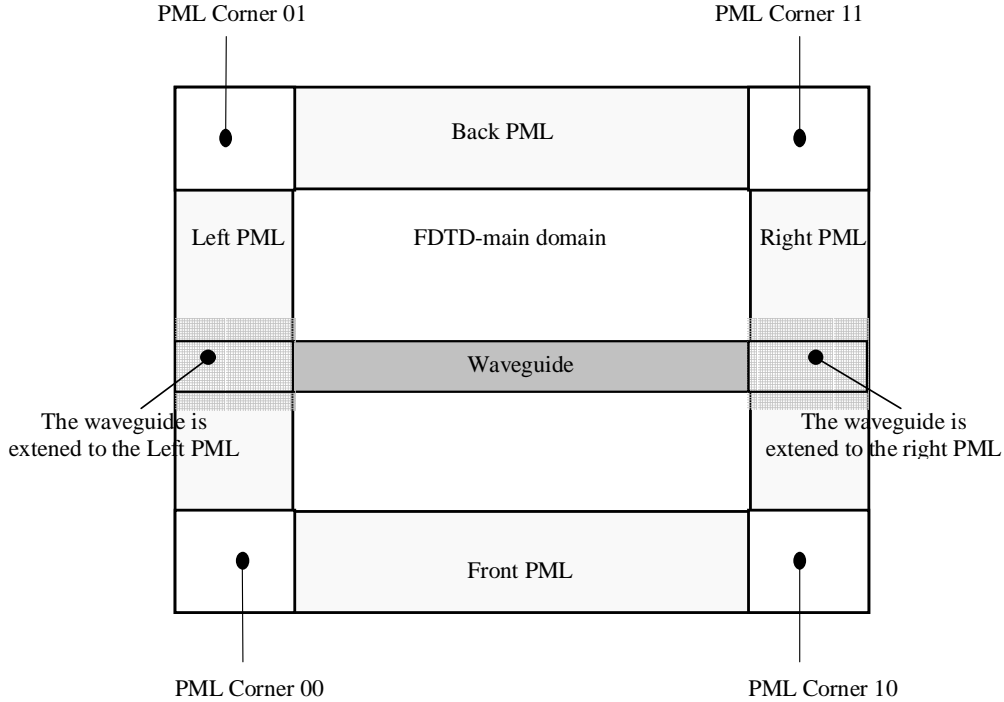 PML Corner 01
PML Corner 11
Back PML
Left PML
FDTD-main domain
Right PML
Waveguide
The waveguide is
extened to the Left PML
The waveguide is
extened to the right PML
Front PML
PML Corner 00
PML Corner 10